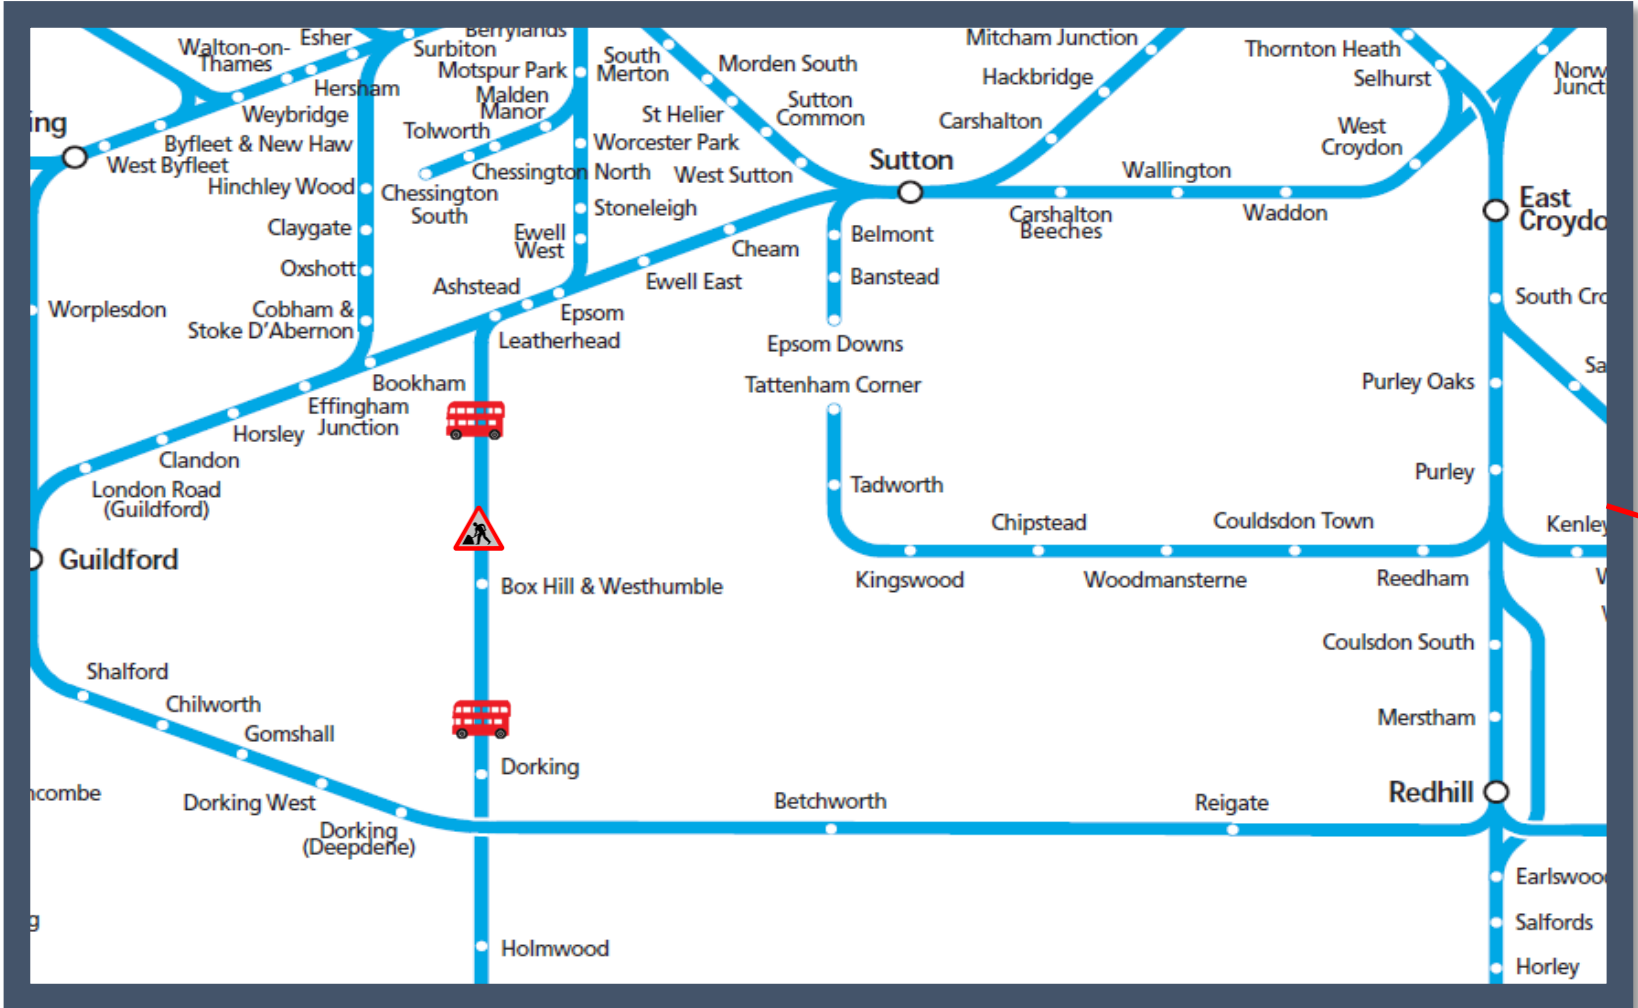 Esher
Berrylands
Walton-on-
Thames
Surbiton
Motspur Park
South
Merton
Morden South
Mitcham Junction
Thornton Heath
Selhurst
Norw
Junct
Hersham
Malden
Manor
Hackbridge
Weybridge
St Helier
Sutton
Common
ing
Tolworth
Carshalton
West
Croydon
Byfleet & New Haw
Worcester Park
West Byfleet
Chessington North
West Sutton
Sutton
Wallington
Hinchley Wood
Chessington
South
Stoneleigh
Carshalton
Beeches
Waddon
East
Croydo
Claygate
Ewell
West
Cheam
Belmont
Oxshott
Ashstead
Ewell East
Banstead
Worplesdon
Cobham &
Stoke D'Abernon
Epsom
South Cro
Leatherhead
Epsom Downs
Sa
Bookham
Tattenham Corner
Purley Oaks
Effingham
Junction
Horsley
Clandon
Purley
London Road
(Guildford)
Tadworth
Chipstead
Couldsdon Town
Kenley
Guildford
Box Hill & Westhumble
Kingswood
Woodmansterne
Reedham
Coulsdon South
Shalford
Chilworth
Gomshall
Merstham
Dorking
ncombe
Dorking West
Betchworth
Reigate
Redhill
Dorking
(Deepdene)
Earlswood
g
Salfords
Holmwood
Horley